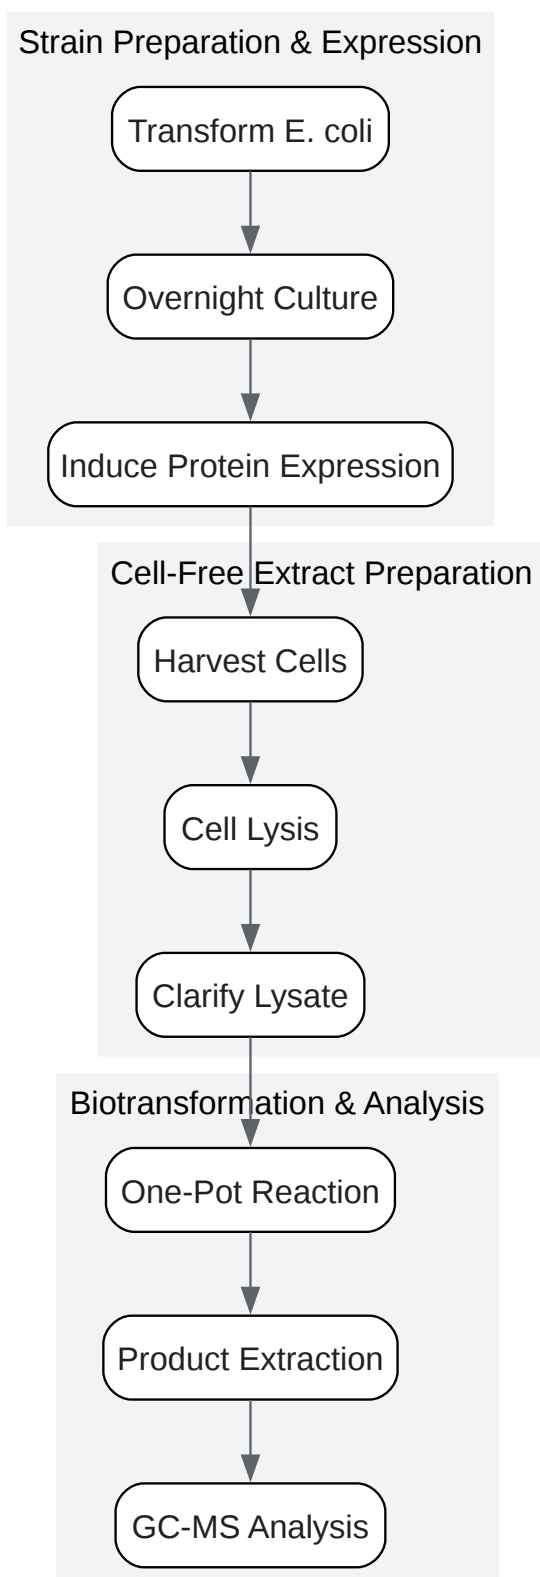 Strain Preparation & Expression
Transform E. coli
Overnight Culture
Induce Protein Expression
Cell-Free Extract Preparation
Harvest Cells
Cell Lysis
Clarify Lysate
Biotransformation & Analysis
One-Pot Reaction
Product Extraction
GC-MS Analysis